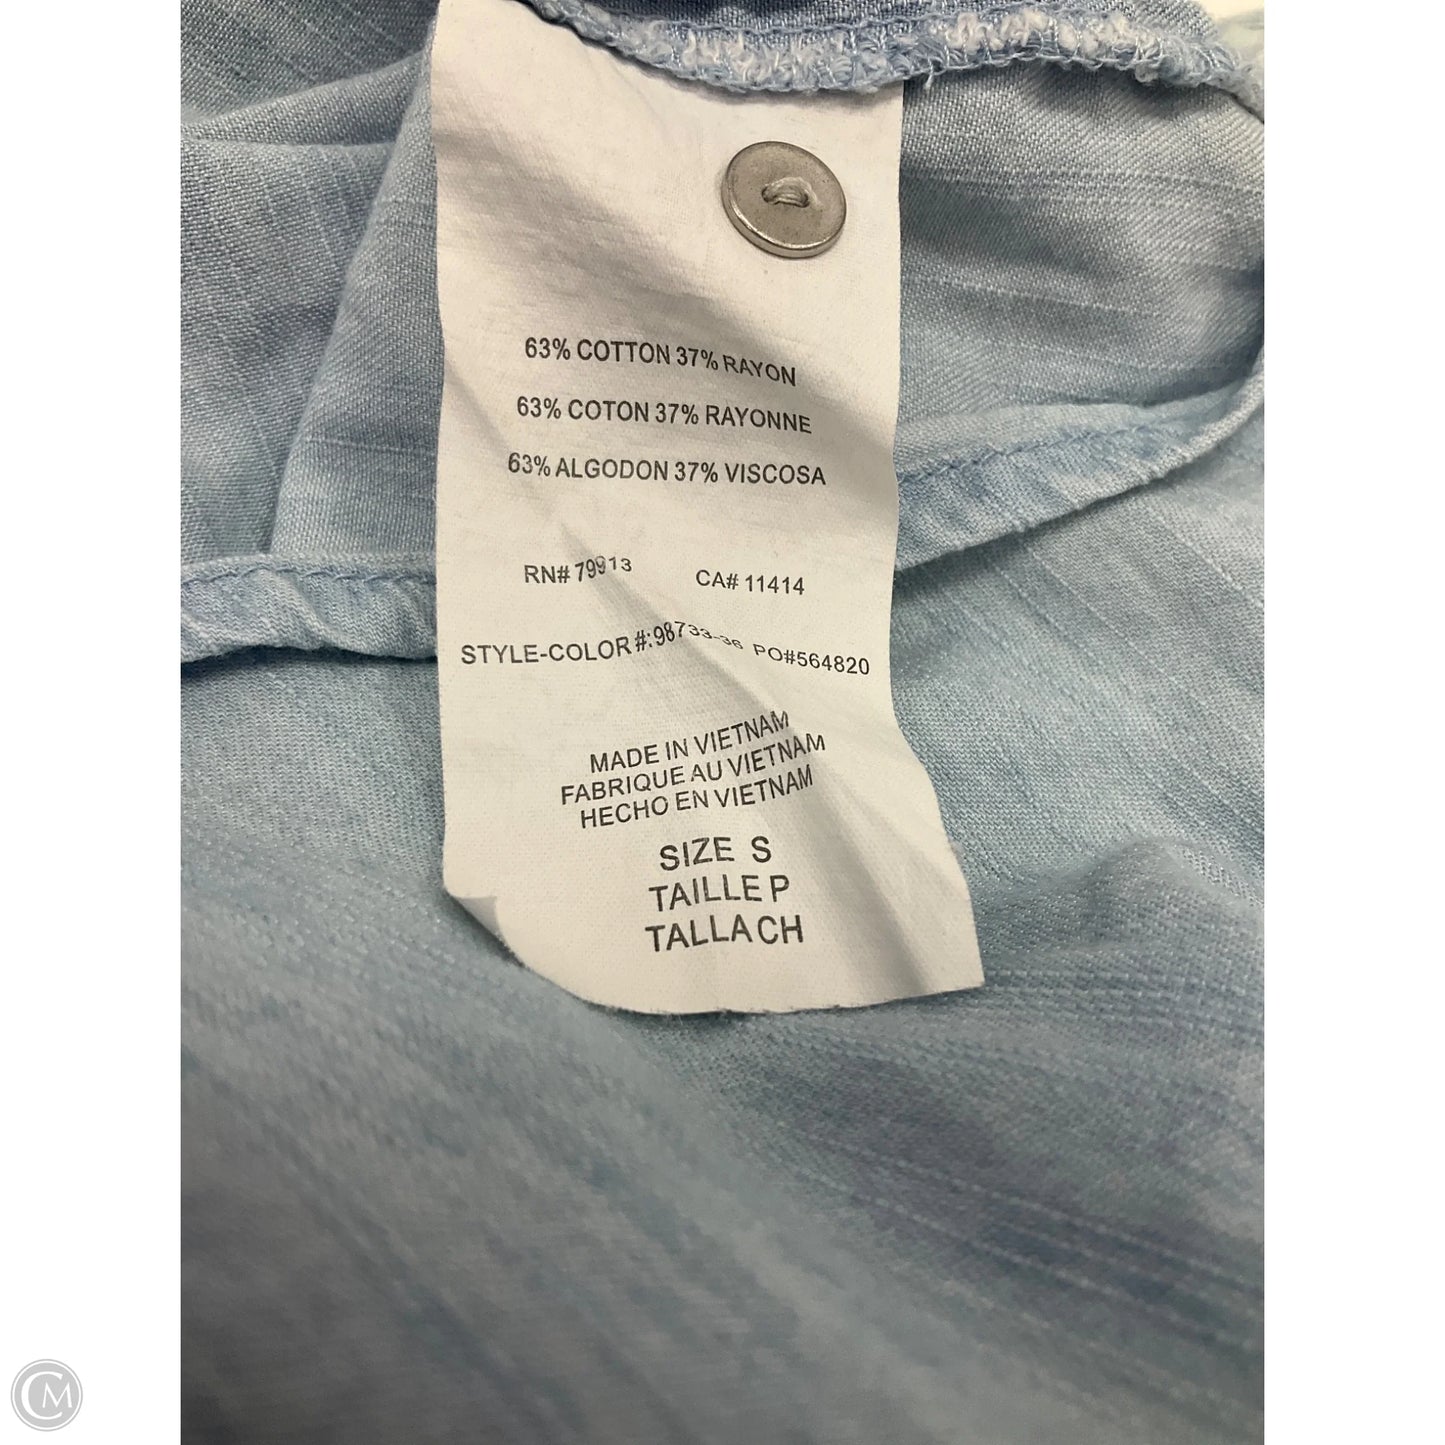 63% COTTON 37% RAYON
63% COTON 37% RAYONNE
63% ALGODON 37% VISCOSA
RN# 79913 CA# 11414
STYLE-COLOR #:98733-36 PO#564820
MADE IN VIETNAM
FABRIQUE AU VIETNAM
HECHO EN VIETNAM
SIZE S
TAILLE P
TALLA CH
CM